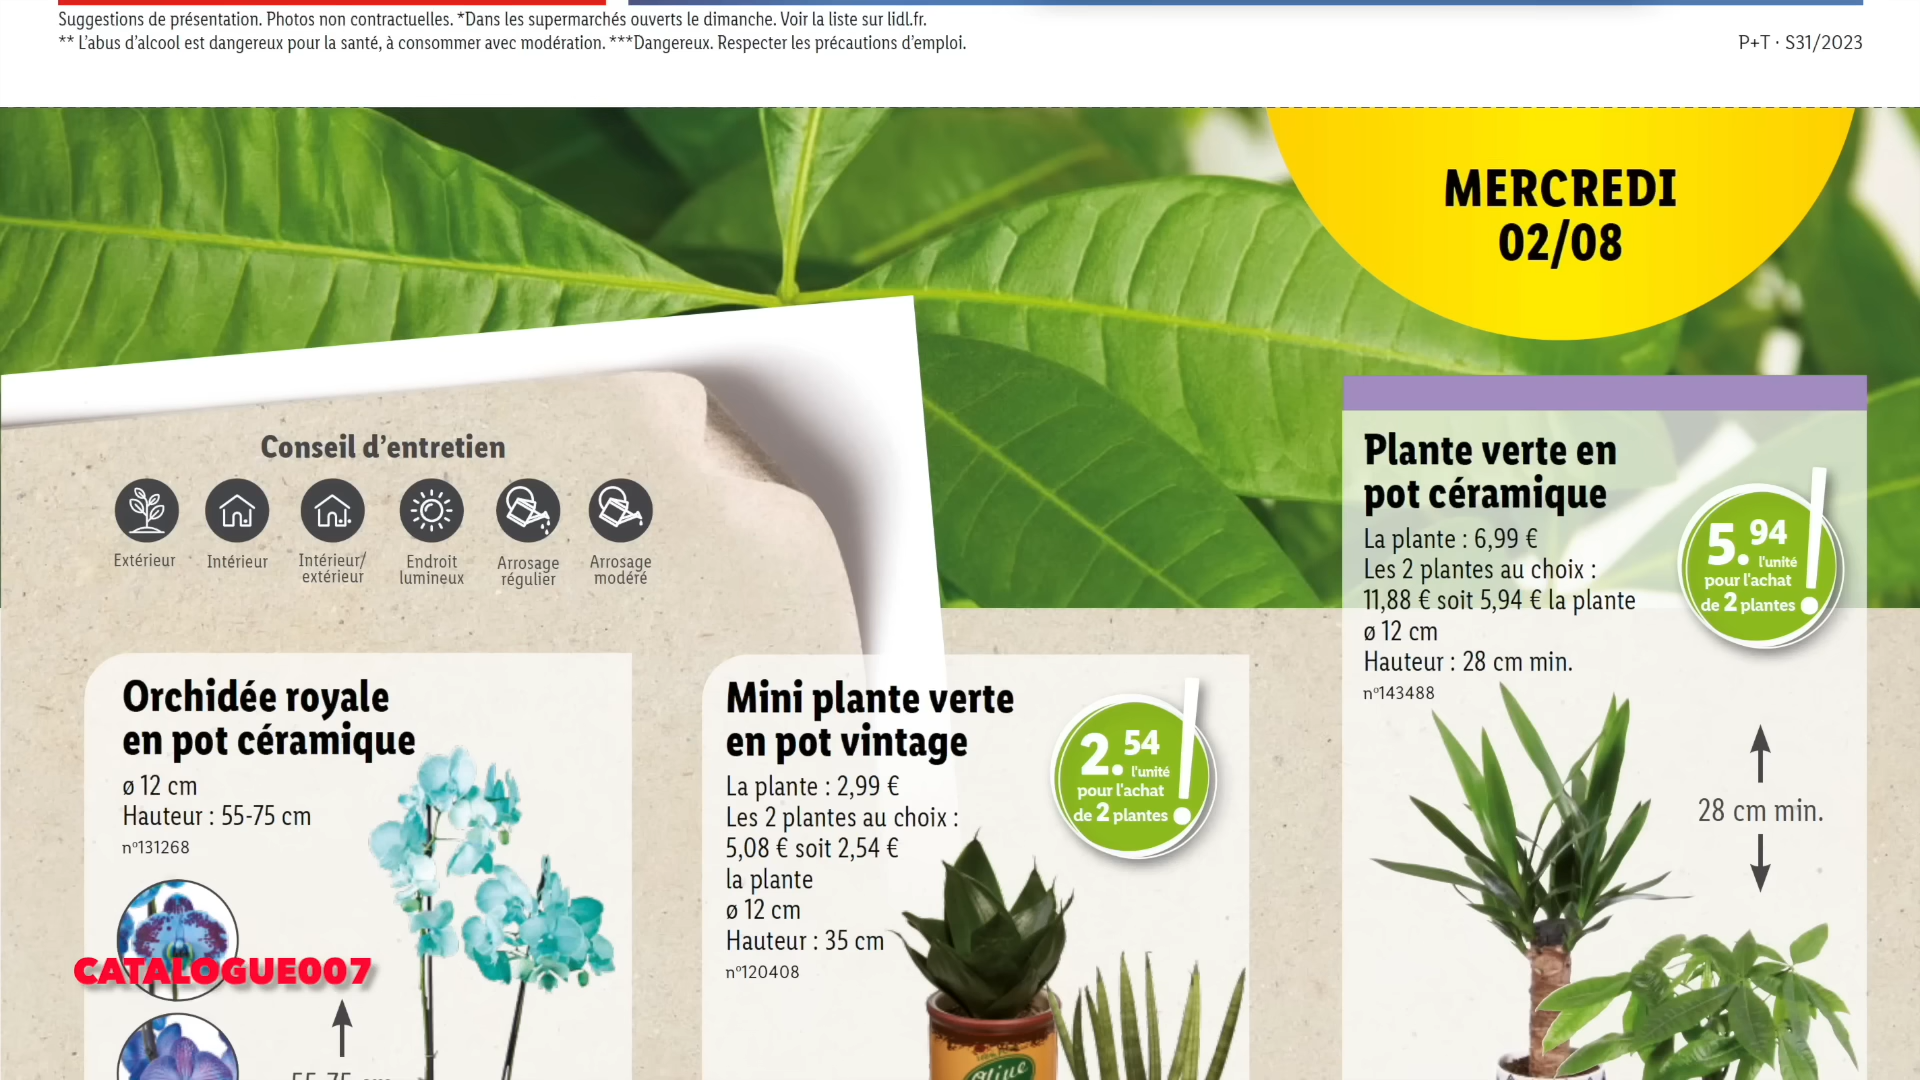 Suggestions de présentation. Photos non contractuelles. *Dans les supermarchés ouverts le dimanche. Voir la liste sur lidl.fr.
** L'abus d'alcool est dangereux pour la santé, à consommer avec modération. ***Dangereux. Respecter les précautions d'emploi.
P+T · S31/2023
MERCREDI
02/08
Conseil d'entretien
Extérieur
Intérieur
Intérieur/
extérieur
Endroit
lumineux
Arrosage
régulier
Arrosage
modéré
Plante verte en
pot céramique
La plante : 6,99 €
Les 2 plantes au choix :
11,88 € soit 5,94 € la plante
ø 12 cm
Hauteur : 28 cm min.
n°143488
5.94
l'unité
pour l'achat
de 2 plantes
!
28 cm min.
Orchidée royale
en pot céramique
ø 12 cm
Hauteur : 55-75 cm
n°131268
CATALOGUE007
55-75 cm
Mini plante verte
en pot vintage
La plante : 2,99 €
Les 2 plantes au choix :
5,08 € soit 2,54 €
la plante
ø 12 cm
Hauteur : 35 cm
n°120408
2.54
l'unité
pour l'achat
de 2 plantes
!
Olive